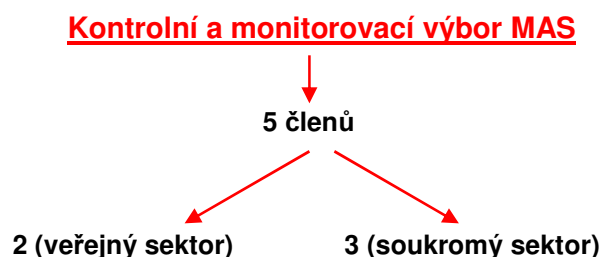 Kontrolní a monitorovací výbor MAS
5 členů
2 (veřejný sektor) 3 (soukromý sektor)